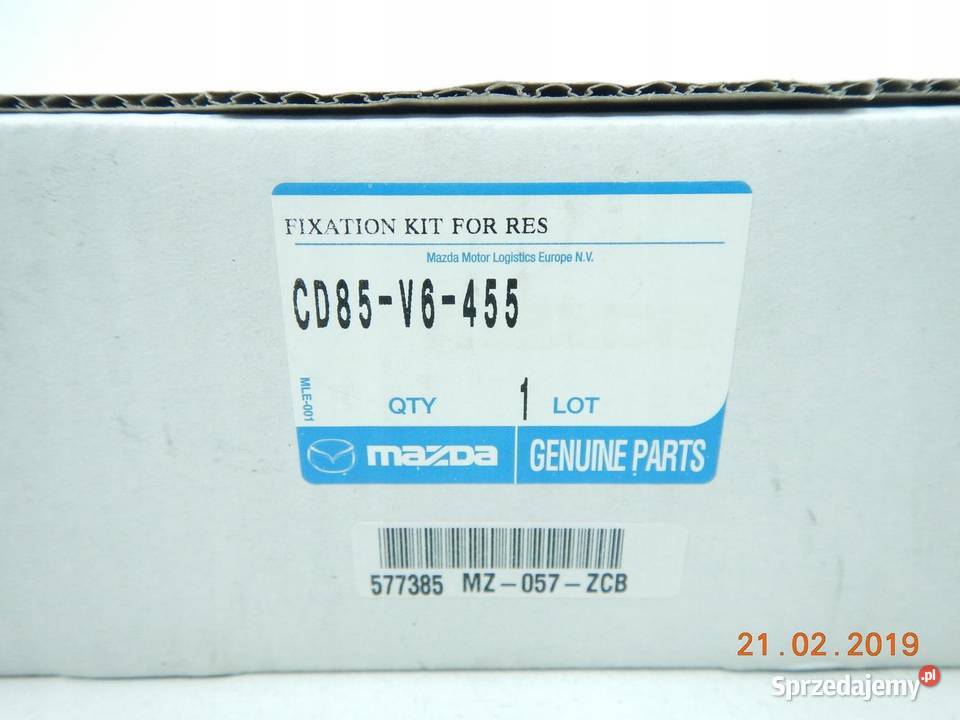 FIXATION KIT FOR RES
Mazda Motor Logistics Europe N.V.
CD85-V6-455
MLE-001
QTY 1 LOT
mazda GENUINE PARTS
577385 MZ-057-ZCB
21.02.2019
Sprzedajemy.pl